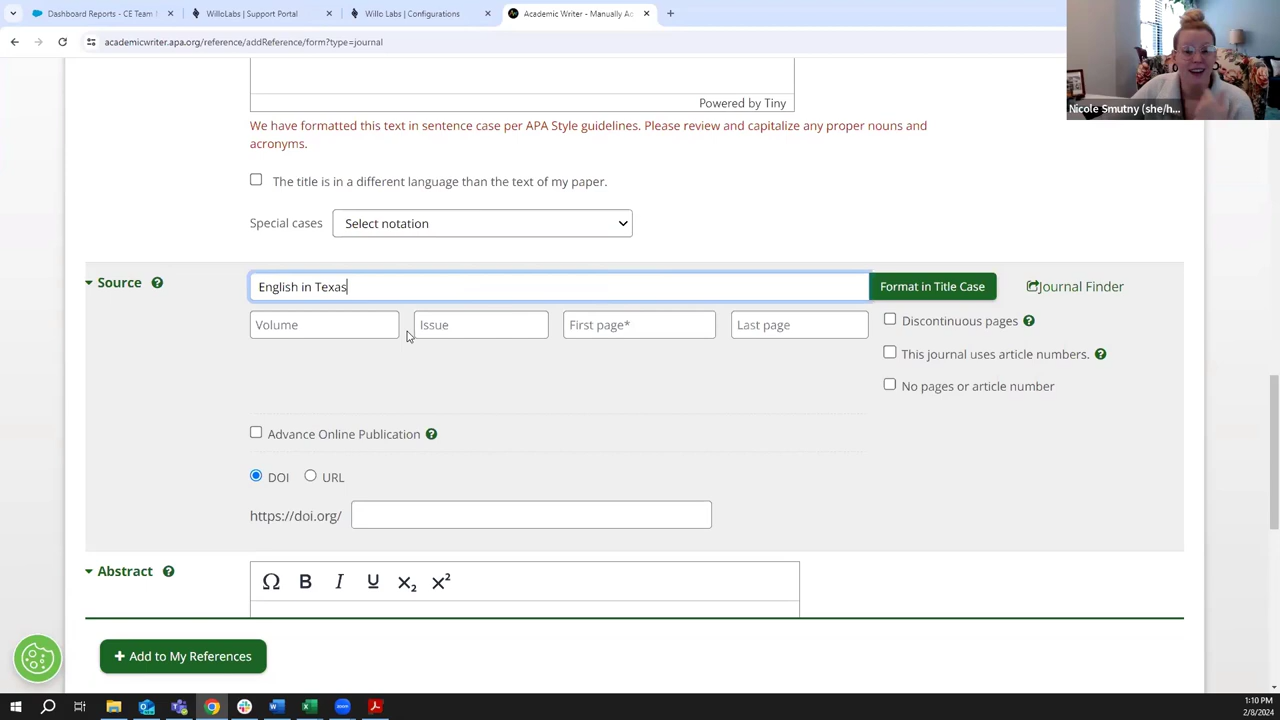 Dashboard Reports - CE Team
WilloLabs | Support Portal
Willo Labs | Configurations
Academic Writer - Manually Ad
academicwriter.apa.org/reference/addReference/form?type=journal
Nicole Smutny (she/h...
Powered by Tiny
We have formatted this text in sentence case per APA Style guidelines. Please review and capitalize any proper nouns and
acronyms.
The title is in a different language than the text of my paper.
Special cases Select notation
Source ? English in Texas Format in Title Case Journal Finder
Volume Issue First page* Last page Discontinuous pages ?
This journal uses article numbers. ?
No pages or article number
Advance Online Publication ?
DOI URL
https://doi.org/
Abstract ? Ω B I U X₂ X²
+ Add to My References
1:10 PM
2/8/2024